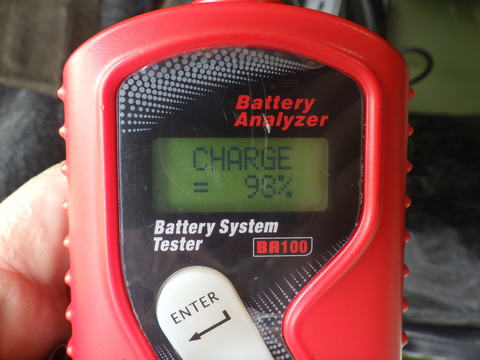 Battery
Analyzer
CHARGE
= 98%
Battery System
Tester
BA100
ENTER